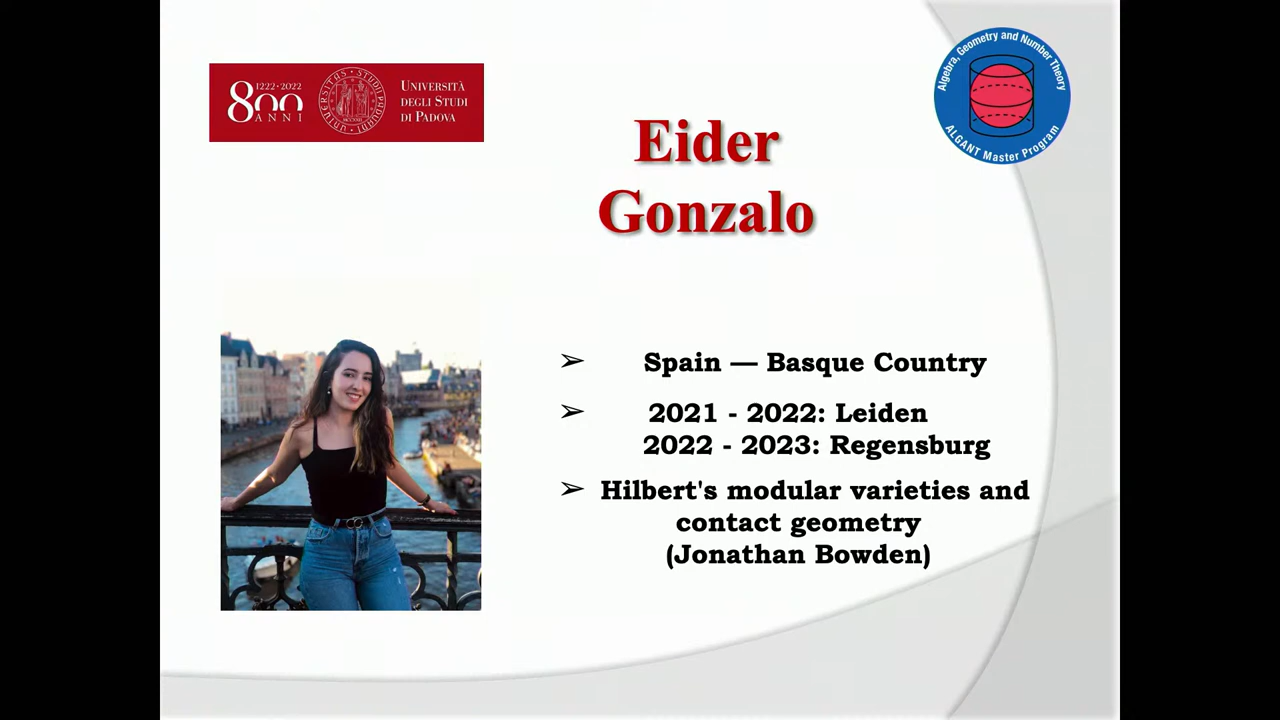 800
1222·2022
ANNI
UNIVERSITÀ
DEGLI STUDI
DI PADOVA
Algebra, Geometry and Number Theory
ALGANT Master Program
Eider
Gonzalo
➢ Spain — Basque Country
➢ 2021 - 2022: Leiden
2022 - 2023: Regensburg
➢ Hilbert's modular varieties and
contact geometry
(Jonathan Bowden)